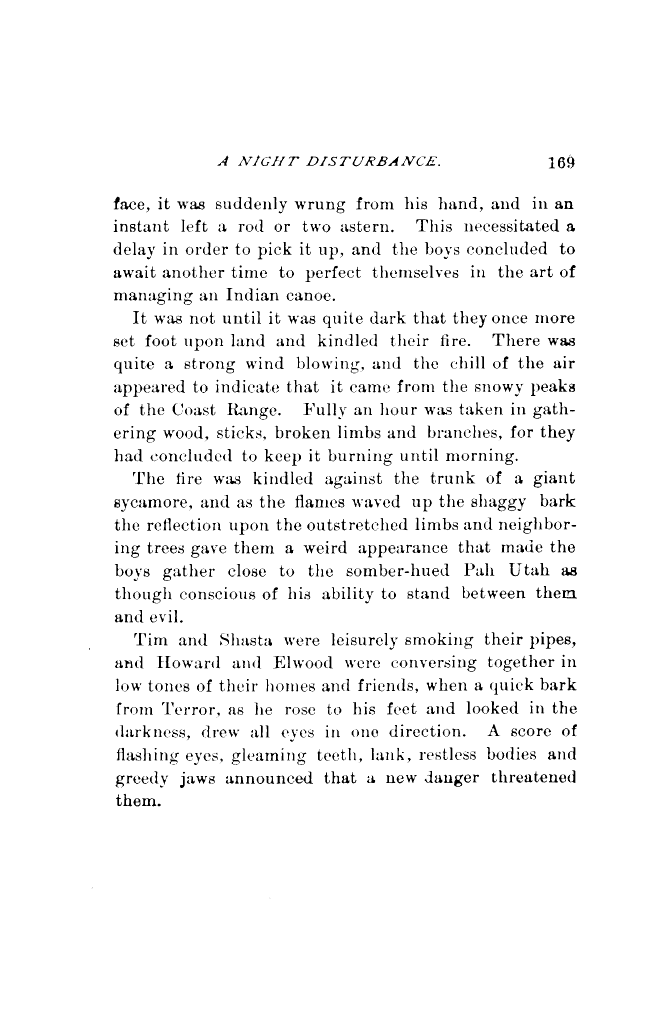 A NIGHT DISTURBANCE. 169
face, it was suddenly wrung from his hand, and in an
instant left a rod or two astern. This necessitated a
delay in order to pick it up, and the boys concluded to
await another time to perfect themselves in the art of
managing an Indian canoe.
It was not until it was quite dark that they once more
set foot upon land and kindled their fire. There was
quite a strong wind blowing, and the chill of the air
appeared to indicate that it came from the snowy peaks
of the Coast Range. Fully an hour was taken in gath-
ering wood, sticks, broken limbs and branches, for they
had concluded to keep it burning until morning.
The fire was kindled against the trunk of a giant
sycamore, and as the flames waved up the shaggy bark
the reflection upon the outstretched limbs and neighbor-
ing trees gave them a weird appearance that made the
boys gather close to the somber-hued Pah Utah as
though conscious of his ability to stand between them
and evil.
Tim and Shasta were leisurely smoking their pipes,
and Howard and Elwood were conversing together in
low tones of their homes and friends, when a quick bark
from Terror, as he rose to his feet and looked in the
darkness, drew all eyes in one direction. A score of
flashing eyes, gleaming teeth, lank, restless bodies and
greedy jaws announced that a new danger threatened
them.